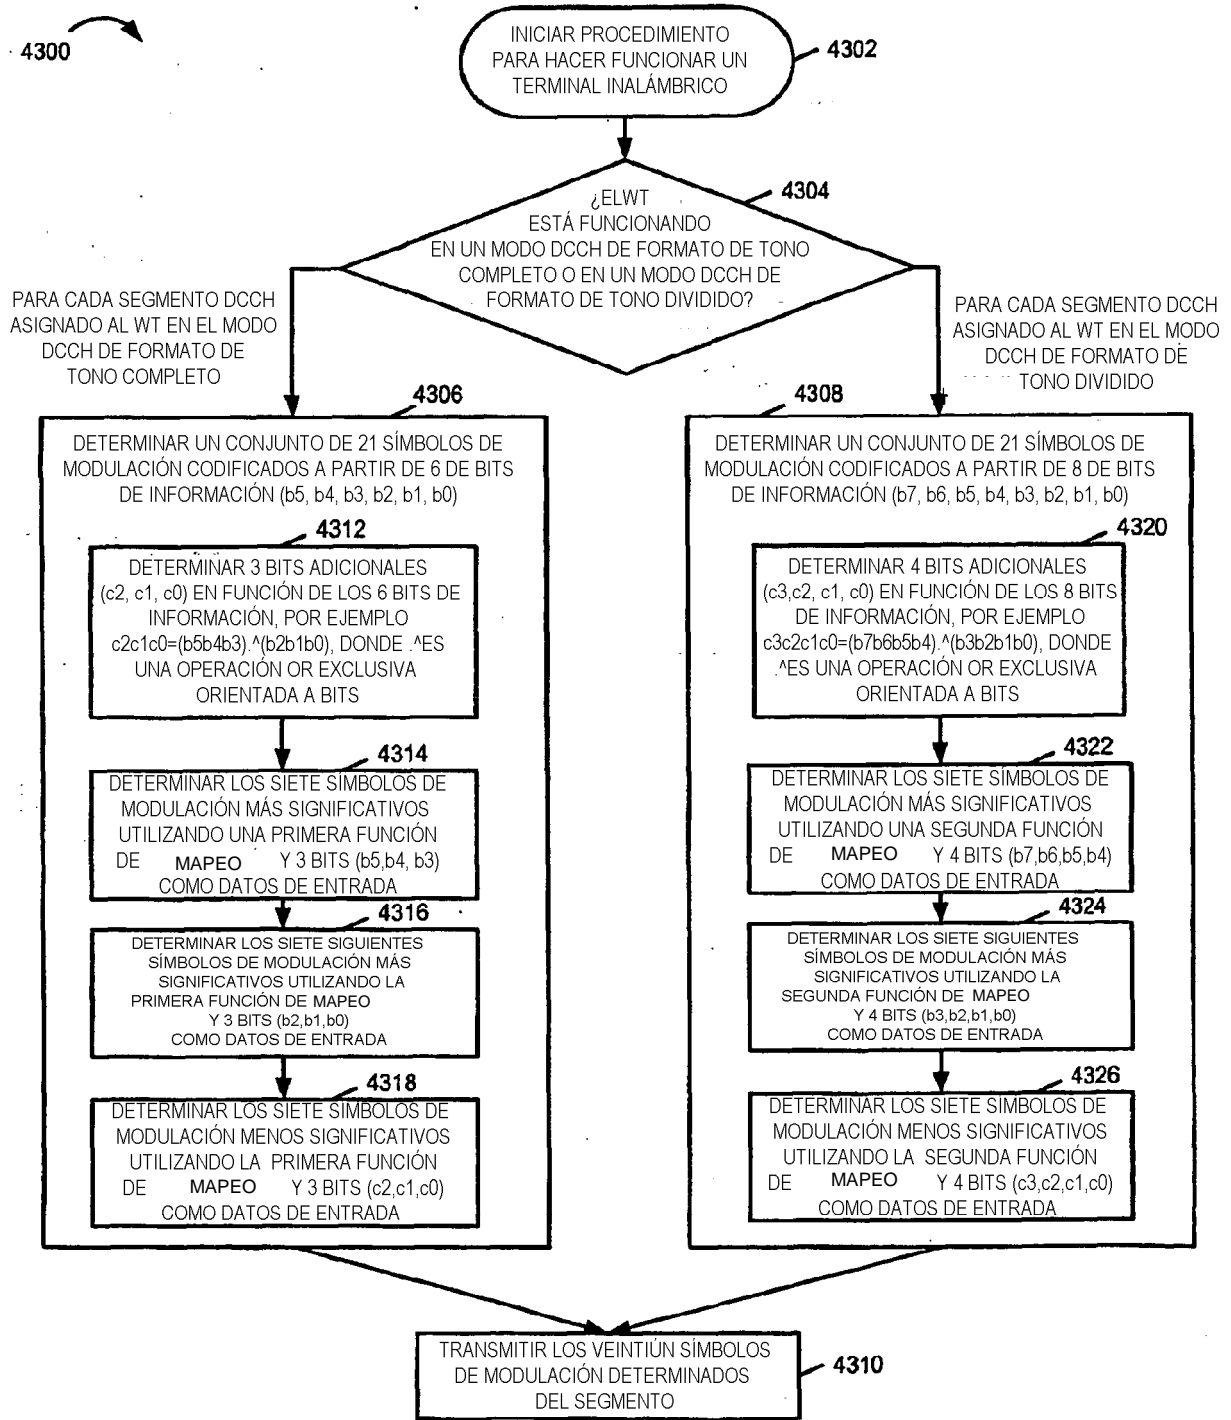 4300
INICIAR PROCEDIMIENTO
PARA HACER FUNCIONAR UN
TERMINAL INALÁMBRICO
4302
4304
¿ELWT
ESTÁ FUNCIONANDO
EN UN MODO DCCH DE FORMATO DE TONO
COMPLETO O EN UN MODO DCCH DE
FORMATO DE TONO DIVIDIDO?
PARA CADA SEGMENTO DCCH
ASIGNADO AL WT EN EL MODO
DCCH DE FORMATO DE
TONO COMPLETO
PARA CADA SEGMENTO DCCH
ASIGNADO AL WT EN EL MODO
DCCH DE FORMATO DE
TONO DIVIDIDO
4306
DETERMINAR UN CONJUNTO DE 21 SÍMBOLOS DE
MODULACIÓN CODIFICADOS A PARTIR DE 6 DE BITS
DE INFORMACIÓN (b5, b4, b3, b2, b1, b0)
4312
DETERMINAR 3 BITS ADICIONALES
(c2, c1, c0) EN FUNCIÓN DE LOS 6 BITS DE
INFORMACIÓN, POR EJEMPLO
c2c1c0=(b5b4b3).^(b2b1b0), DONDE .^ES
UNA OPERACIÓN OR EXCLUSIVA
ORIENTADA A BITS
4314
DETERMINAR LOS SIETE SÍMBOLOS DE
MODULACIÓN MÁS SIGNIFICATIVOS
UTILIZANDO UNA PRIMERA FUNCIÓN
DE MAPEO Y 3 BITS (b5,b4, b3)
COMO DATOS DE ENTRADA
4316
DETERMINAR LOS SIETE SIGUIENTES
SÍMBOLOS DE MODULACIÓN MÁS
SIGNIFICATIVOS UTILIZANDO LA
PRIMERA FUNCIÓN DE MAPEO
Y 3 BITS (b2,b1,b0)
COMO DATOS DE ENTRADA
4318
DETERMINAR LOS SIETE SÍMBOLOS DE
MODULACIÓN MENOS SIGNIFICATIVOS
UTILIZANDO LA PRIMERA FUNCIÓN
DE MAPEO Y 3 BITS (c2,c1,c0)
COMO DATOS DE ENTRADA
4308
DETERMINAR UN CONJUNTO DE 21 SÍMBOLOS DE
MODULACIÓN CODIFICADOS A PARTIR DE 8 DE BITS
DE INFORMACIÓN (b7, b6, b5, b4, b3, b2, b1, b0)
4320
DETERMINAR 4 BITS ADICIONALES
(c3,c2, c1, c0) EN FUNCIÓN DE LOS 8 BITS
DE INFORMACIÓN, POR EJEMPLO
c3c2c1c0=(b7b6b5b4).^(b3b2b1b0), DONDE
.^ES UNA OPERACIÓN OR EXCLUSIVA
ORIENTADA A BITS
4322
DETERMINAR LOS SIETE SÍMBOLOS DE
MODULACIÓN MÁS SIGNIFICATIVOS
UTILIZANDO UNA SEGUNDA FUNCIÓN
DE MAPEO Y 4 BITS (b7,b6,b5,b4)
COMO DATOS DE ENTRADA
4324
DETERMINAR LOS SIETE SIGUIENTES
SÍMBOLOS DE MODULACIÓN MÁS
SIGNIFICATIVOS UTILIZANDO LA
SEGUNDA FUNCIÓN DE MAPEO
Y 4 BITS (b3,b2,b1,b0)
COMO DATOS DE ENTRADA
4326
DETERMINAR LOS SIETE SÍMBOLOS DE
MODULACIÓN MENOS SIGNIFICATIVOS
UTILIZANDO LA SEGUNDA FUNCIÓN
DE MAPEO Y 4 BITS (c3,c2,c1,c0)
COMO DATOS DE ENTRADA
TRANSMITIR LOS VEINTIÚN SÍMBOLOS
DE MODULACIÓN DETERMINADOS
DEL SEGMENTO
4310